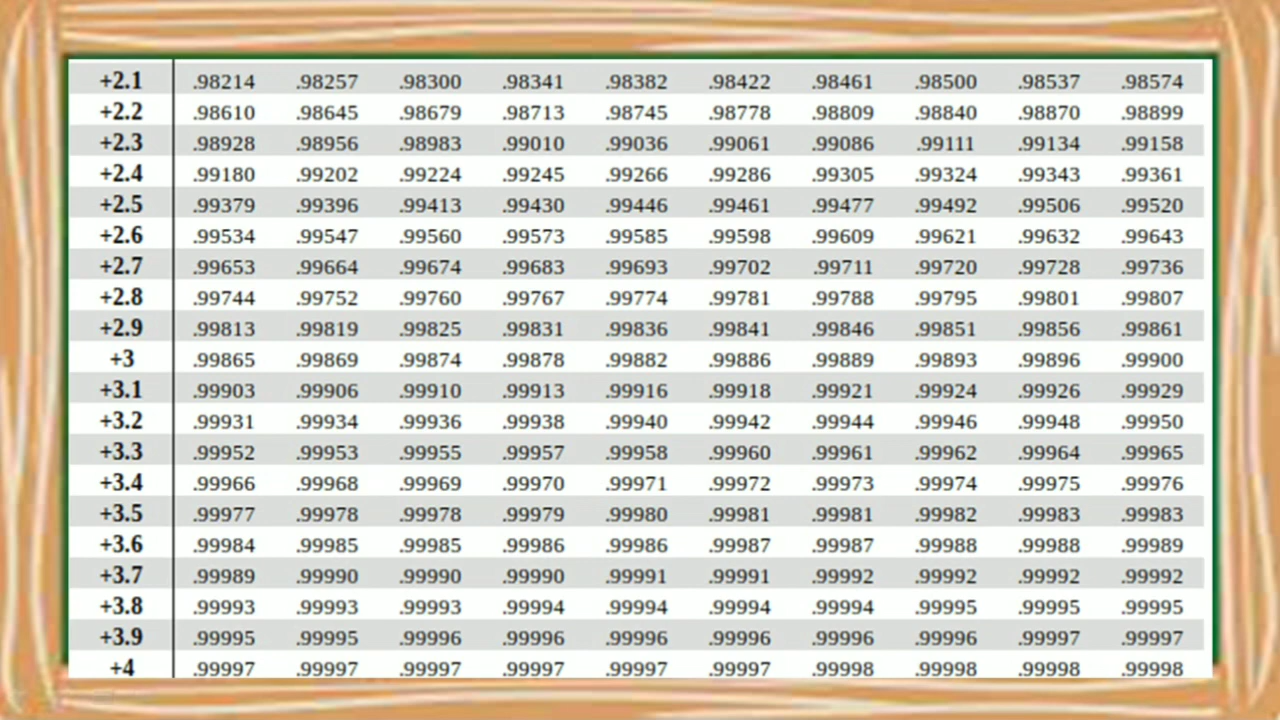 +2.1 .98214 .98257 .98300 .98341 .98382 .98422 .98461 .98500 .98537 .98574
+2.2 .98610 .98645 .98679 .98713 .98745 .98778 .98809 .98840 .98870 .98899
+2.3 .98928 .98956 .98983 .99010 .99036 .99061 .99086 .99111 .99134 .99158
+2.4 .99180 .99202 .99224 .99245 .99266 .99286 .99305 .99324 .99343 .99361
+2.5 .99379 .99396 .99413 .99430 .99446 .99461 .99477 .99492 .99506 .99520
+2.6 .99534 .99547 .99560 .99573 .99585 .99598 .99609 .99621 .99632 .99643
+2.7 .99653 .99664 .99674 .99683 .99693 .99702 .99711 .99720 .99728 .99736
+2.8 .99744 .99752 .99760 .99767 .99774 .99781 .99788 .99795 .99801 .99807
+2.9 .99813 .99819 .99825 .99831 .99836 .99841 .99846 .99851 .99856 .99861
+3 .99865 .99869 .99874 .99878 .99882 .99886 .99889 .99893 .99896 .99900
+3.1 .99903 .99906 .99910 .99913 .99916 .99918 .99921 .99924 .99926 .99929
+3.2 .99931 .99934 .99936 .99938 .99940 .99942 .99944 .99946 .99948 .99950
+3.3 .99952 .99953 .99955 .99957 .99958 .99960 .99961 .99962 .99964 .99965
+3.4 .99966 .99968 .99969 .99970 .99971 .99972 .99973 .99974 .99975 .99976
+3.5 .99977 .99978 .99978 .99979 .99980 .99981 .99981 .99982 .99983 .99983
+3.6 .99984 .99985 .99985 .99986 .99986 .99987 .99987 .99988 .99988 .99989
+3.7 .99989 .99990 .99990 .99990 .99991 .99991 .99992 .99992 .99992 .99992
+3.8 .99993 .99993 .99993 .99994 .99994 .99994 .99994 .99995 .99995 .99995
+3.9 .99995 .99995 .99996 .99996 .99996 .99996 .99996 .99996 .99997 .99997
+4 .99997 .99997 .99997 .99997 .99997 .99997 .99998 .99998 .99998 .99998